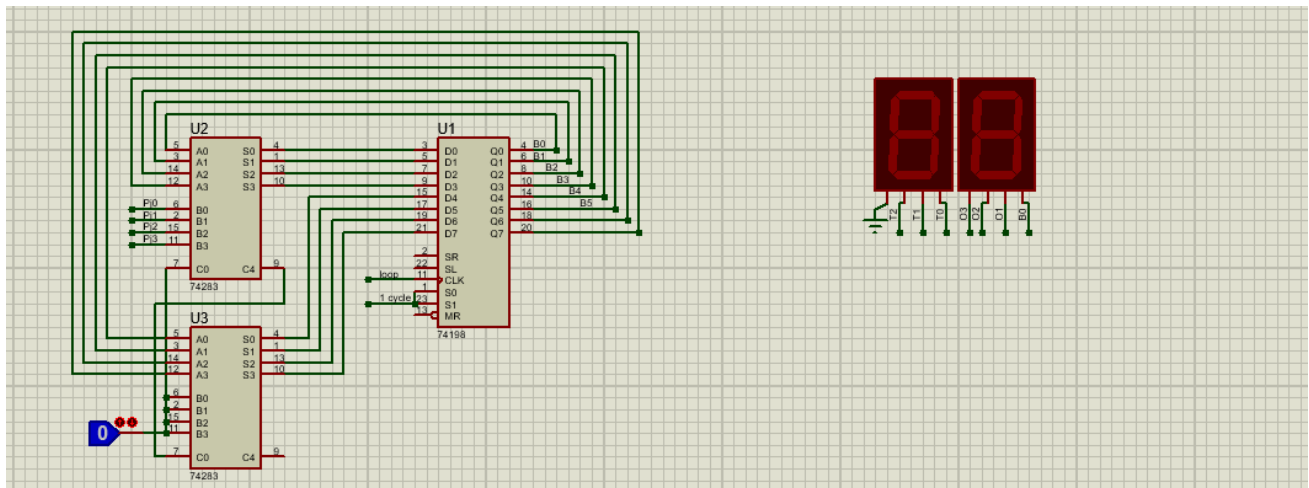 U2
5 A0 S0 4
3 A1 S1 1
14 A2 S2 13
12 A3 S3 10
Pj0 6 B0
Pj1 2 B1
Pj2 15 B2
Pj3 11 B3
7 C0 C4 9
74283
U3
5 A0 S0 4
3 A1 S1 1
14 A2 S2 13
12 A3 S3 10
6 B0
2 B1
15 B2
11 B3
7 C0 C4 9
74283
0
U1
3 D0 Q0 4 B0
5 D1 Q1 6 B1
7 D2 Q2 8 B2
9 D3 Q3 10 B3
15 D4 Q4 14 B4
17 D5 Q5 16 B5
19 D6 Q6 18
21 D7 Q7 20
2 SR
22 SL
loop 11 CLK
1 S0
1 cycle 23 S1
13 MR
74198
T2 T1 T0 O3 O2 O1 B0